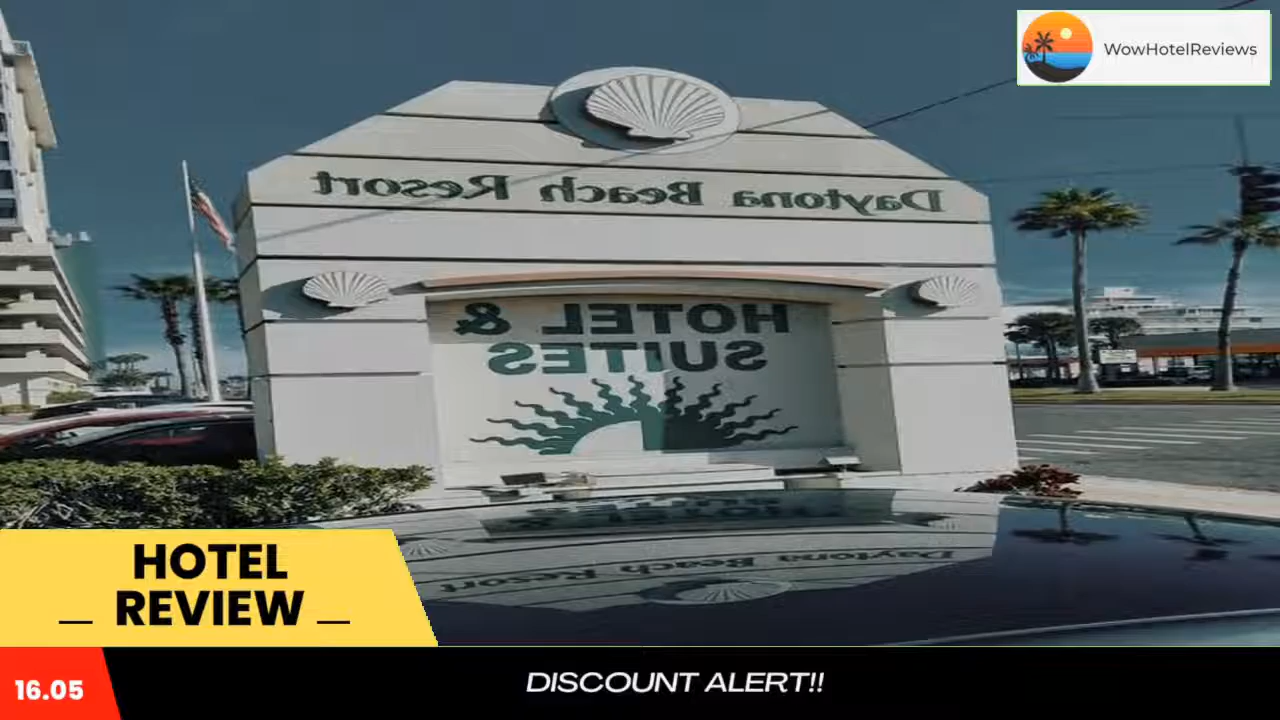 WowHotelReviews
Daytona Beach Resort
HOTEL &
SUITES
HOTEL
REVIEW
16.05
DISCOUNT ALERT!!